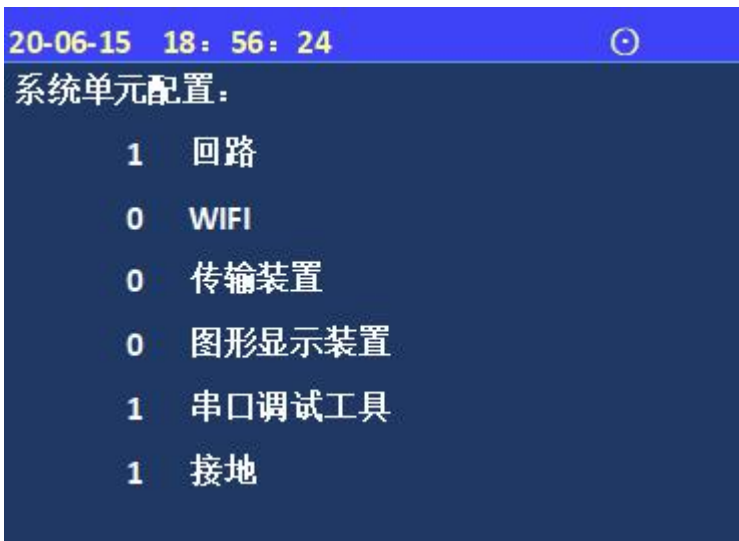 20-06-15 18：56：24
系统单元配置：
1 回路
0 WIFI
0 传输装置
0 图形显示装置
1 串口调试工具
1 接地